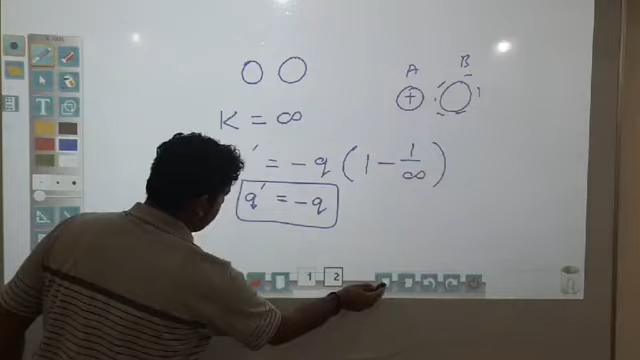 A B
+
K = ∞
' = -q (1 - 1/∞)
q' = -q
T
1 2